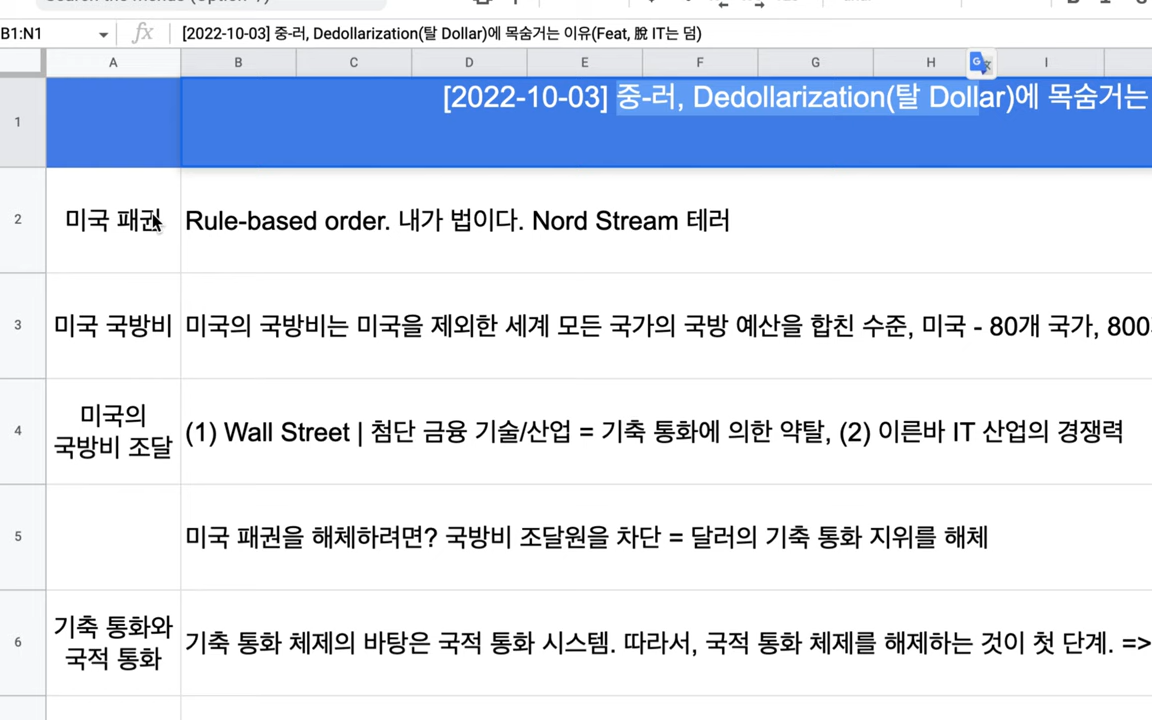 B1:N1
fx
[2022-10-03] 중-러, Dedollarization(탈 Dollar)에 목숨거는 이유(Feat, 脫 IT는 덤)
A B C D E F G H I
1 [2022-10-03] 중-러, Dedollarization(탈 Dollar)에 목숨거는
2 미국 패권 Rule-based order. 내가 법이다. Nord Stream 테러
3 미국 국방비 미국의 국방비는 미국을 제외한 세계 모든 국가의 국방 예산을 합친 수준, 미국 - 80개 국가, 800
4 미국의
국방비 조달 (1) Wall Street | 첨단 금융 기술/산업 = 기축 통화에 의한 약탈, (2) 이른바 IT 산업의 경쟁력
5 미국 패권을 해체하려면? 국방비 조달원을 차단 = 달러의 기축 통화 지위를 해체
6 기축 통화와
국적 통화 기축 통화 체제의 바탕은 국적 통화 시스템. 따라서, 국적 통화 체제를 해제하는 것이 첫 단계. =>